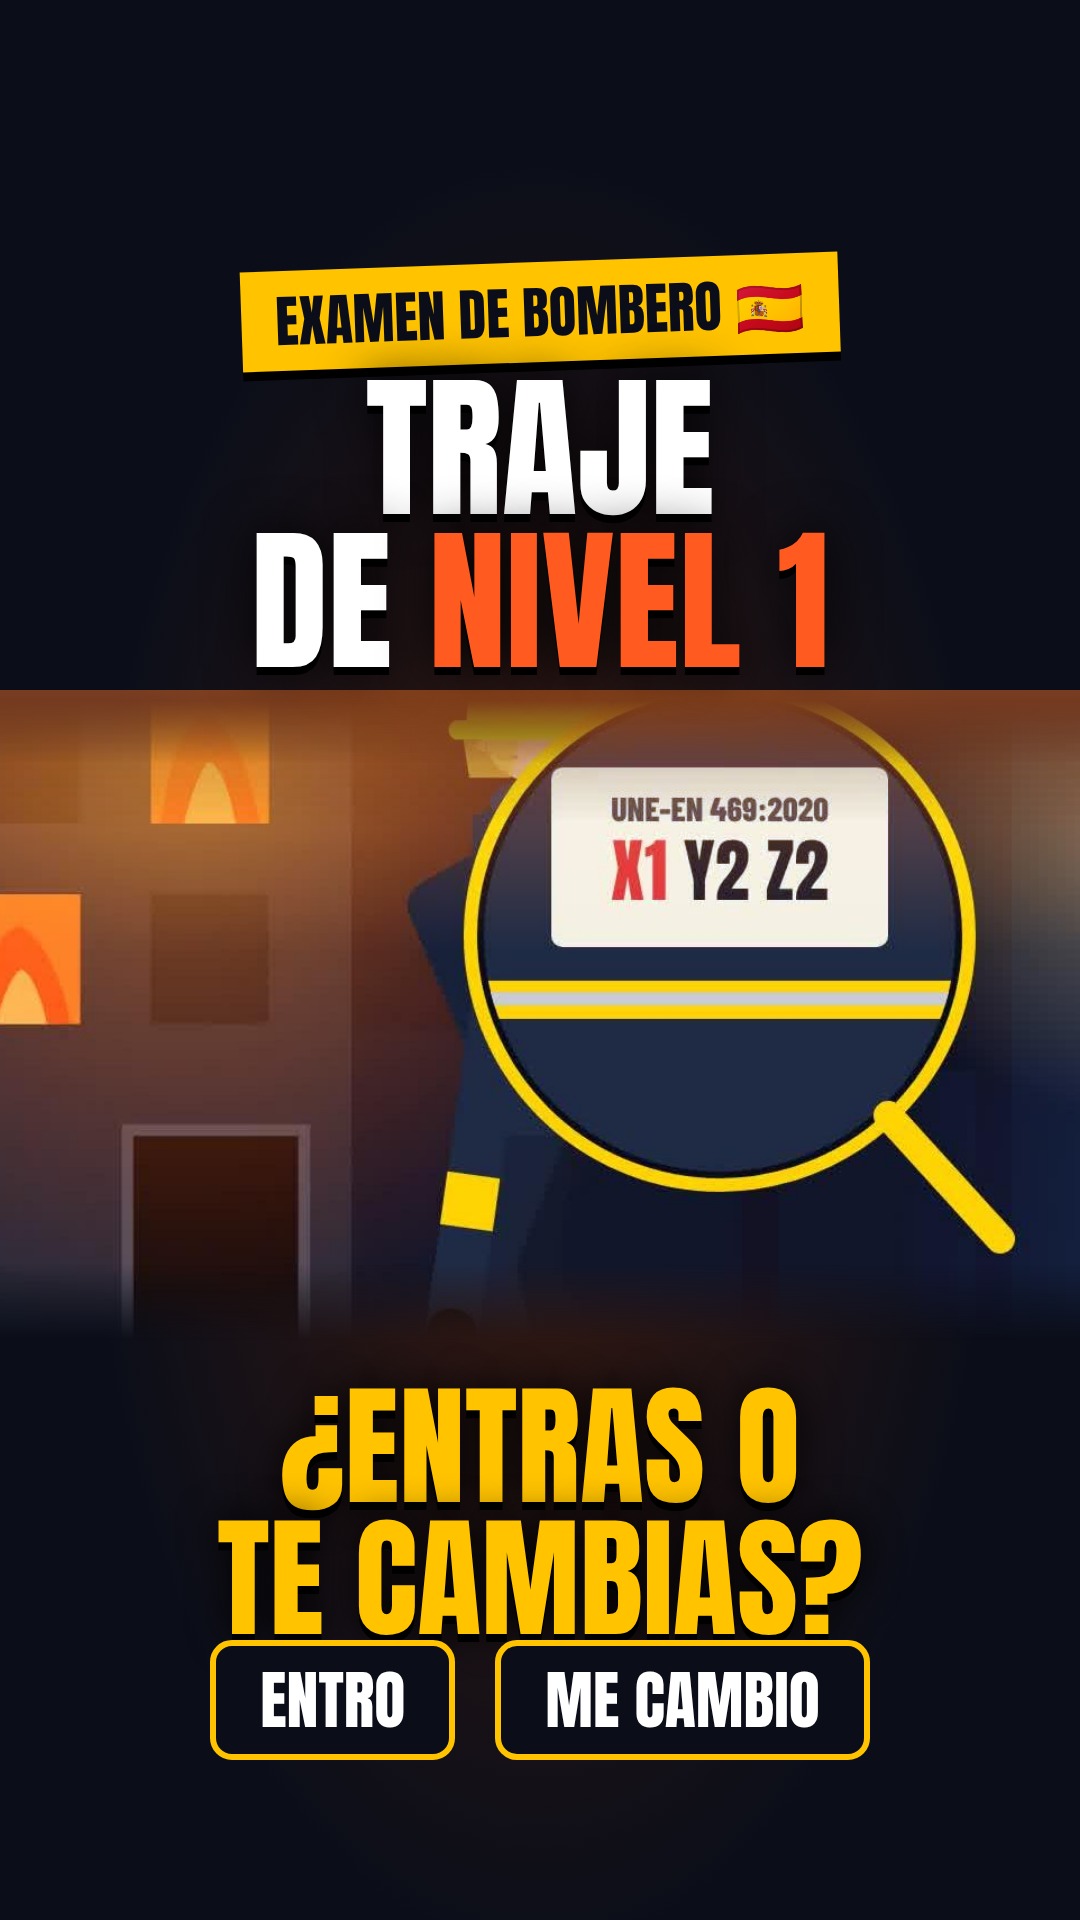 EXAMEN DE BOMBERO 🇪🇸
TRAJE
DE NIVEL 1
UNE-EN 469:2020
X1 Y2 Z2
¿ENTRAS O
TE CAMBIAS?
ENTRO
ME CAMBIO